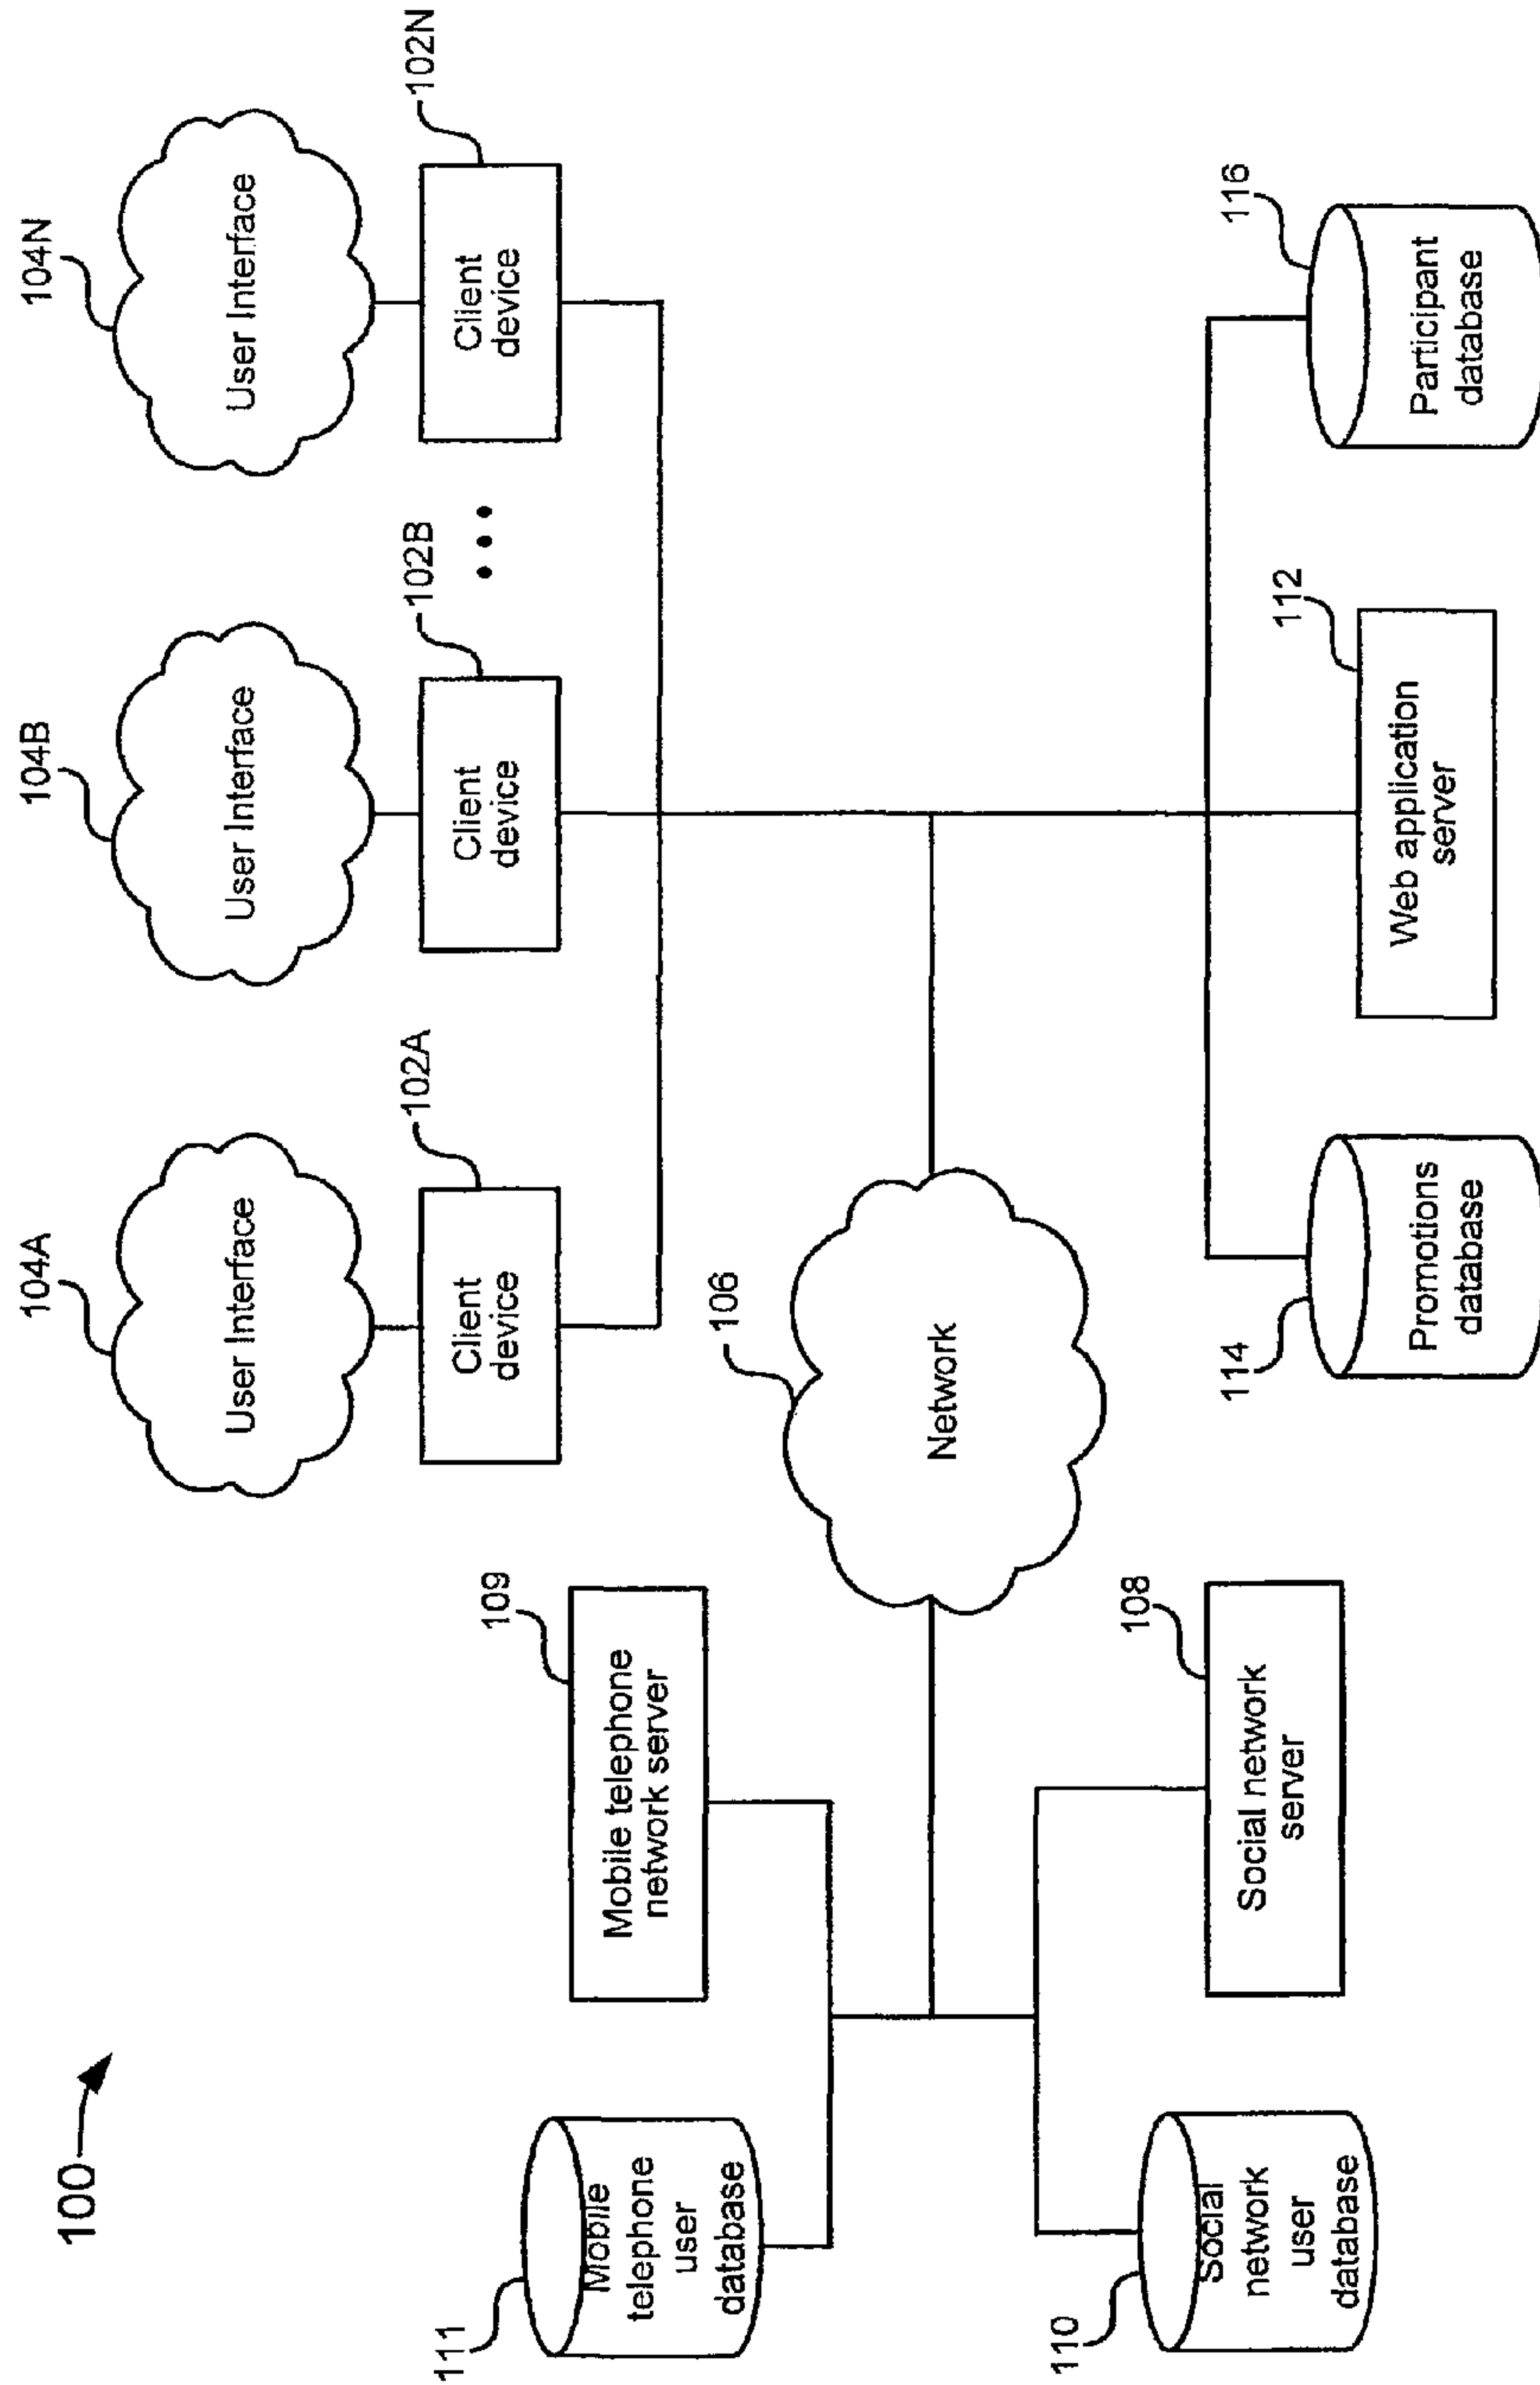 100
104A
User Interface
104B
User Interface
104N
User Interface
102A
Client
device
102B
Client
device
...
102N
Client
device
111
Mobile
telephone
user
database
109
Mobile telephone
network server
106
Network
110
Social
network
user
database
108
Social network
server
114
Promotions
database
112
Web application
server
116
Participant
database